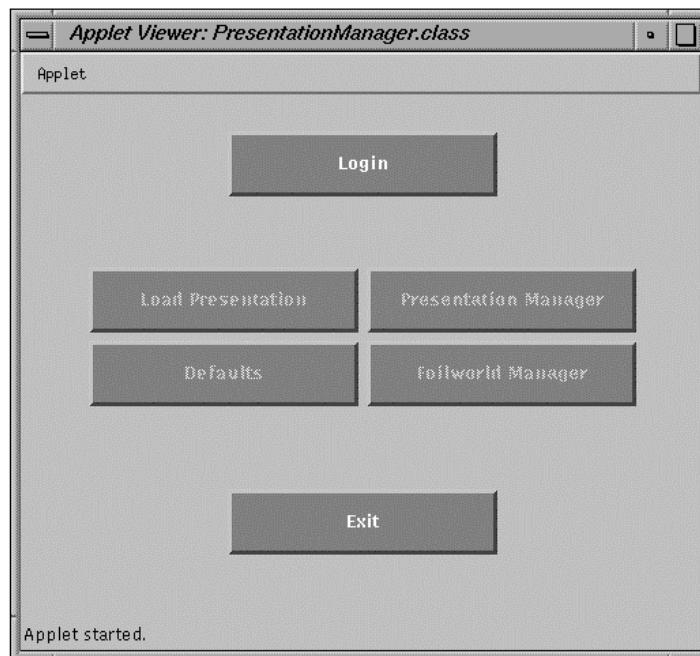 Applet Viewer: PresentationManager.class
Applet
Login
Load Presentation
Presentation Manager
Defaults
Foilworld Manager
Exit
Applet started.